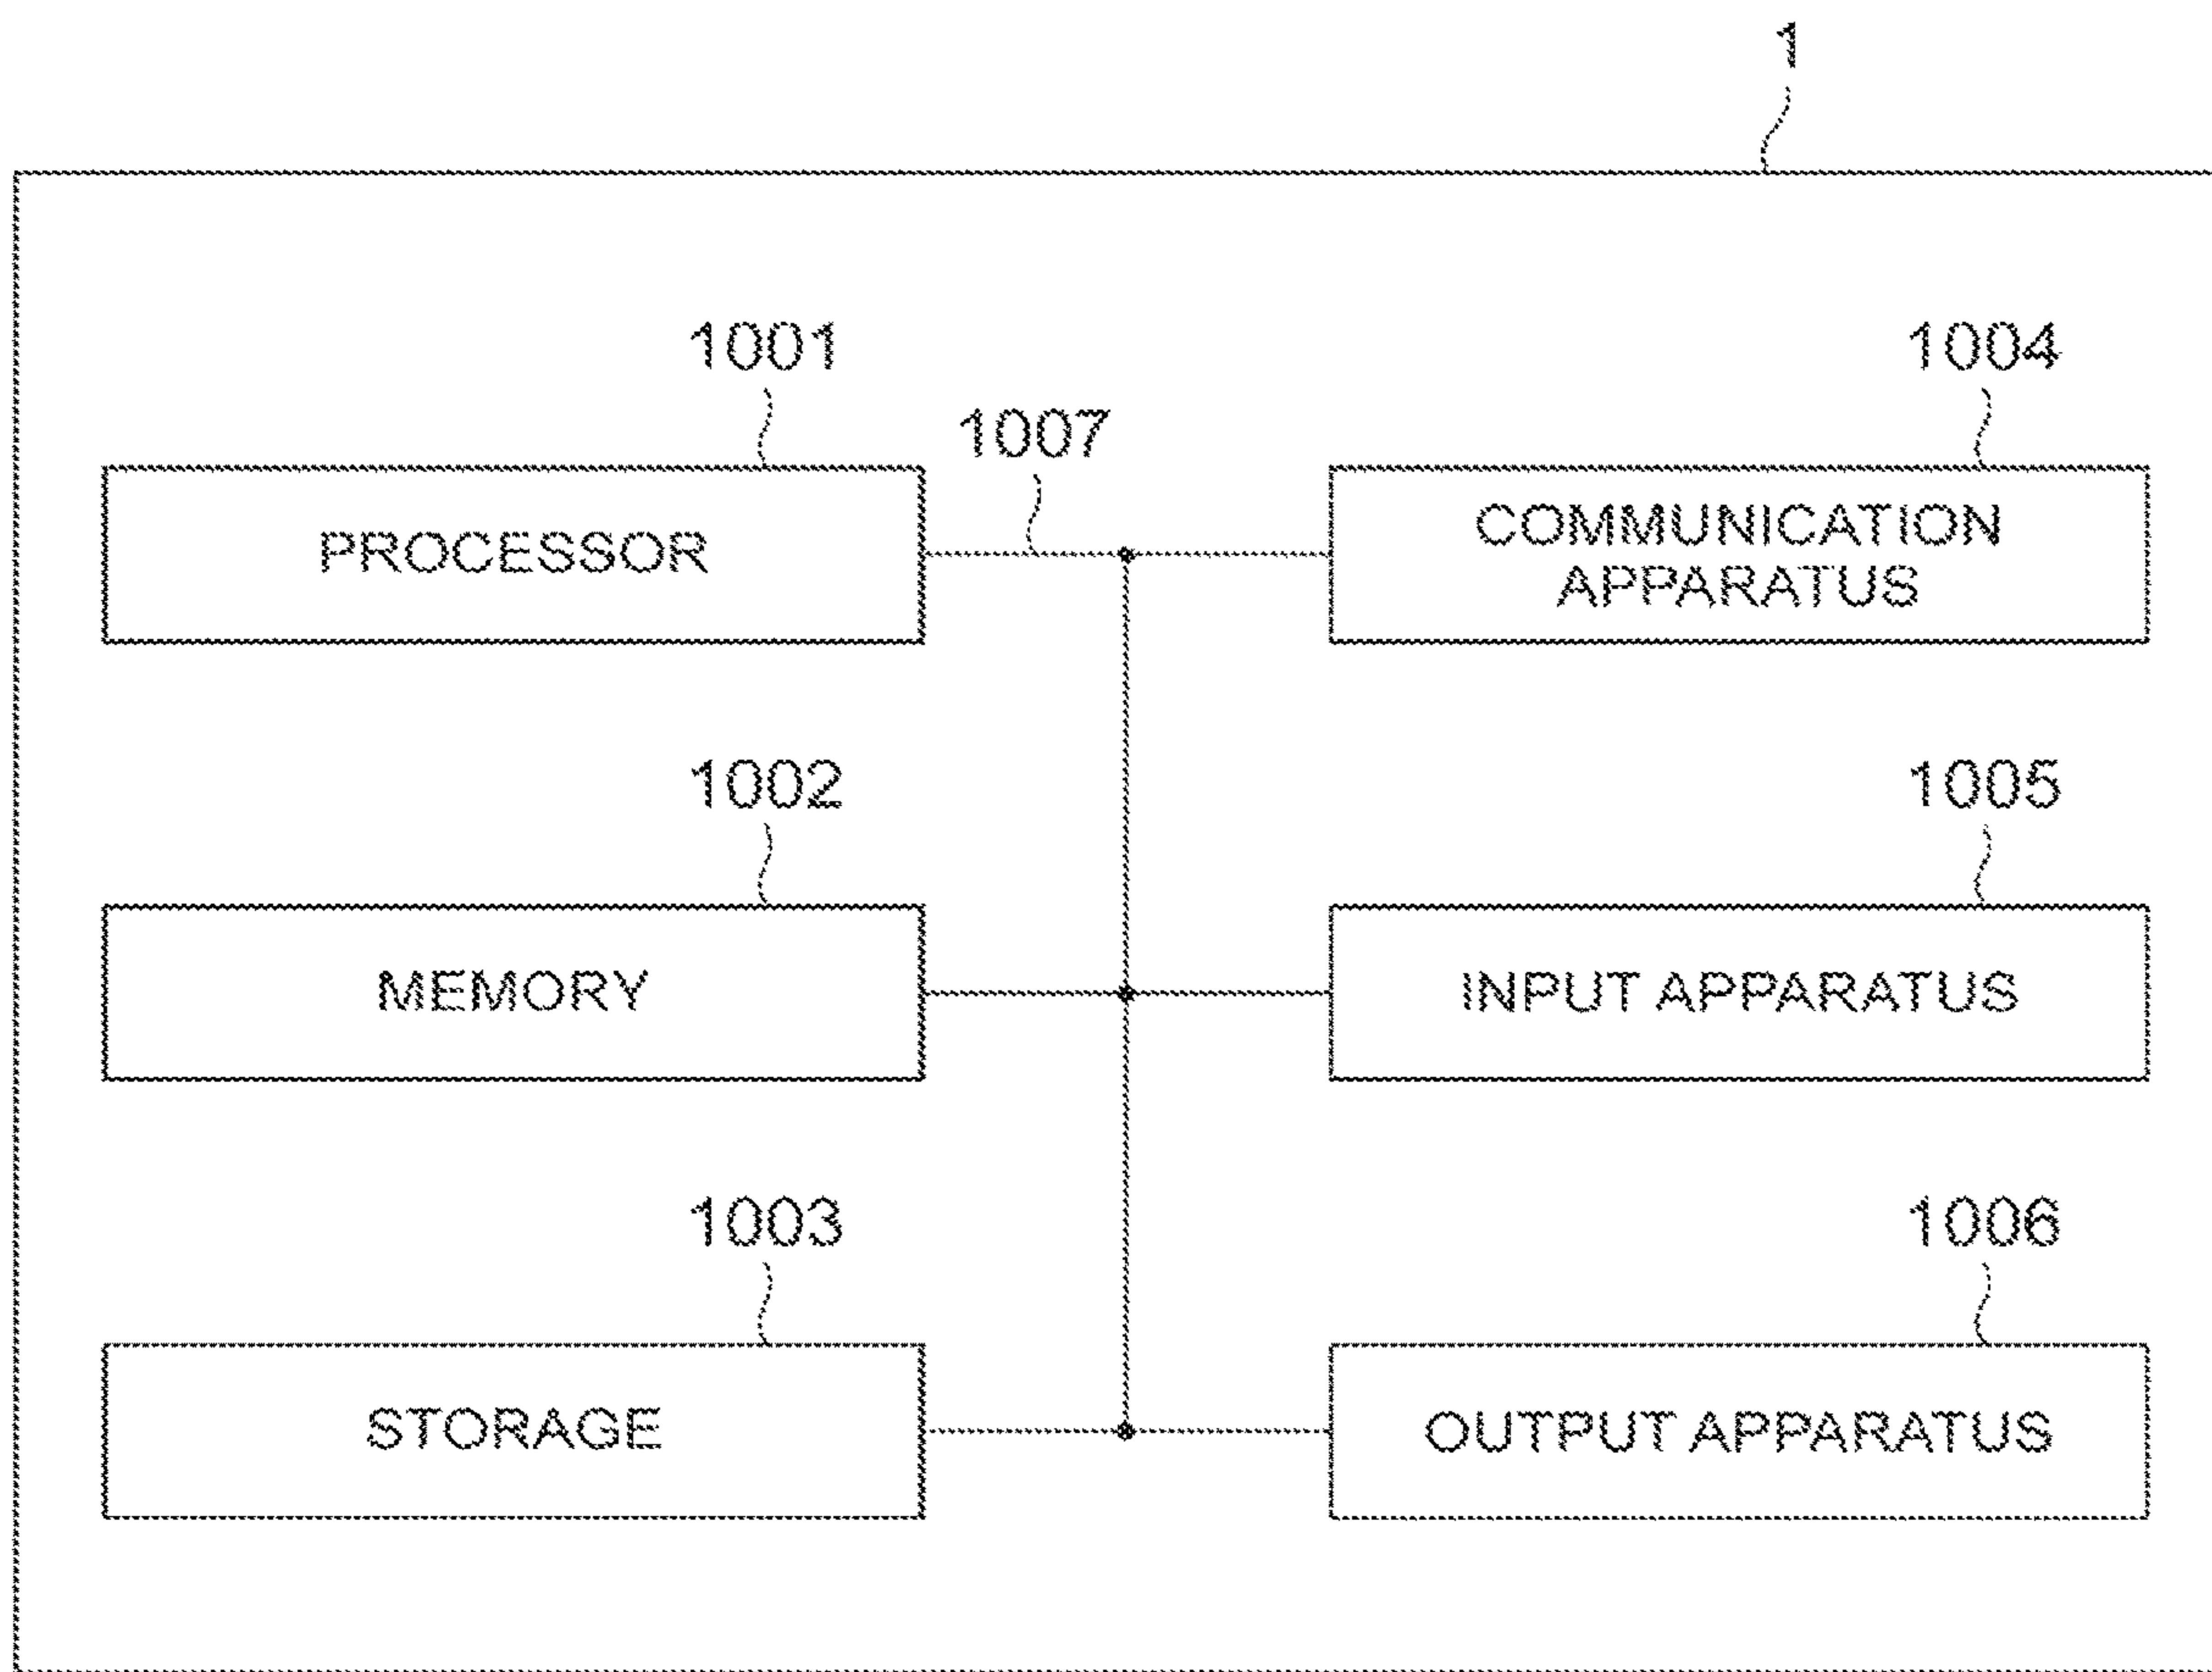 1
1001
1004
1007
PROCESSOR
COMMUNICATION
APPARATUS
1002
1005
MEMORY
INPUT APPARATUS
1003
1006
STORAGE
OUTPUT APPARATUS